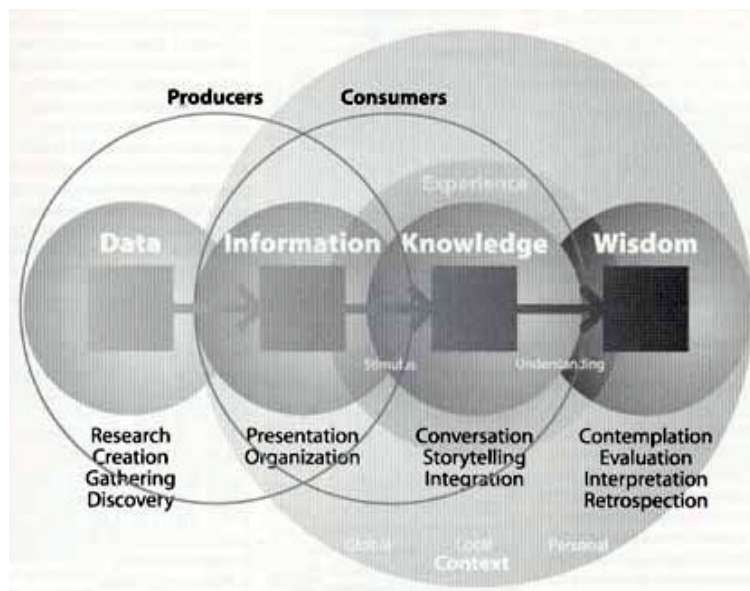 Producers
Consumers
Experience
Data
Information
Knowledge
Wisdom
Stimulus
Understanding
Research
Creation
Gathering
Discovery
Presentation
Organization
Conversation
Storytelling
Integration
Contemplation
Evaluation
Interpretation
Retrospection
Global
Local
Personal
Context